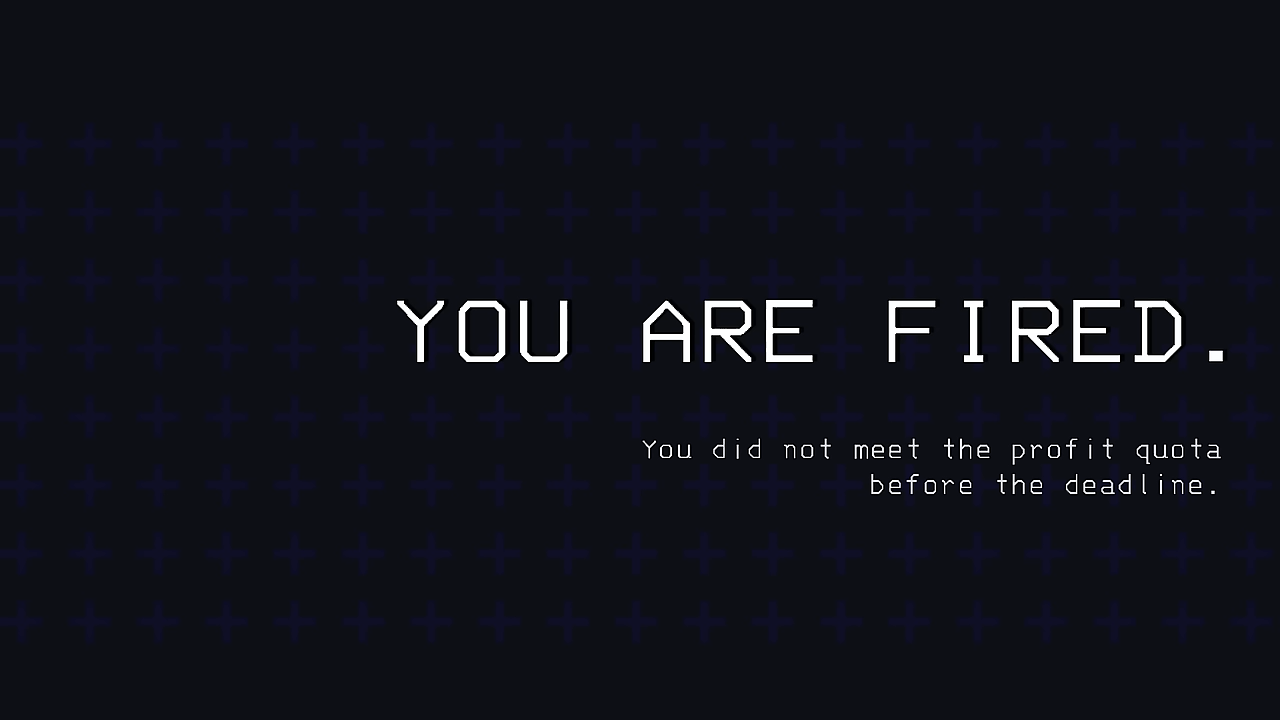 YOU ARE FIRED.
You did not meet the profit quota
before the deadline.